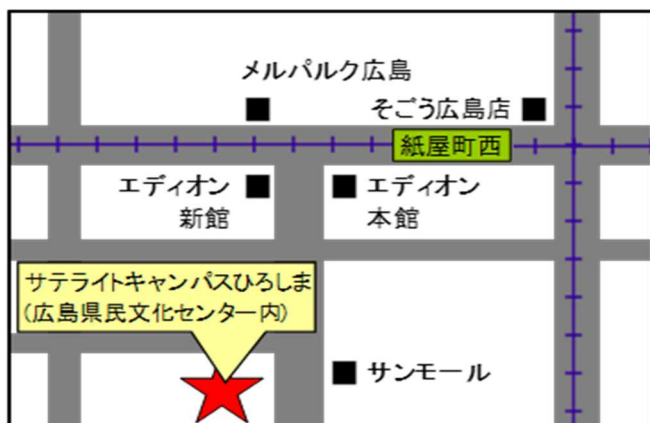 メルパルク広島
そごう広島店
紙屋町西
エディオン
新館
エディオン
本館
サテライトキャンパスひろしま
(広島県民文化センター内)
サンモール